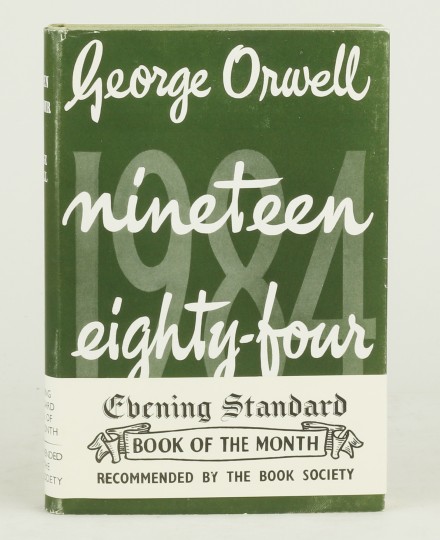 George Orwell
1984
nineteen
eighty-four
Evening Standard
BOOK OF THE MONTH
RECOMMENDED BY THE BOOK SOCIETY